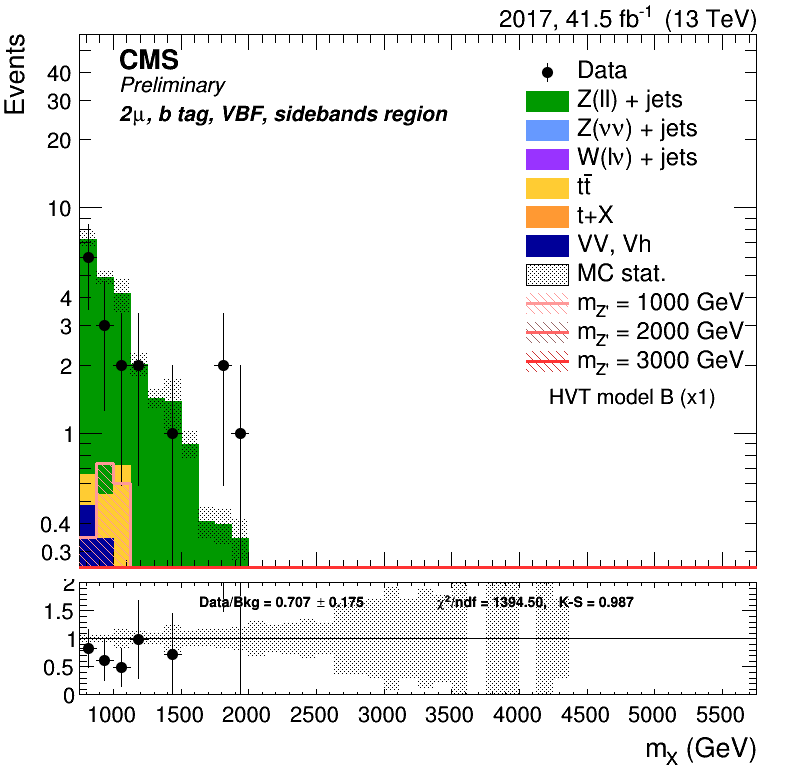 2017, 41.5 fb⁻¹ (13 TeV)
Events
CMS
Preliminary
2μ, b tag, VBF, sidebands region
Data
Z(ll) + jets
Z(νν) + jets
W(lν) + jets
tt̄
t+X
VV, Vh
MC stat.
m_Z' = 1000 GeV
m_Z' = 2000 GeV
m_Z' = 3000 GeV
HVT model B (x1)
40
30
20
10
4
3
2
1
0.4
0.3
Data/Bkg = 0.707 ± 0.175
χ²/ndf = 1394.50, K-S = 0.987
2
1.5
1
0.5
0
1000 1500 2000 2500 3000 3500 4000 4500 5000 5500
m_X (GeV)